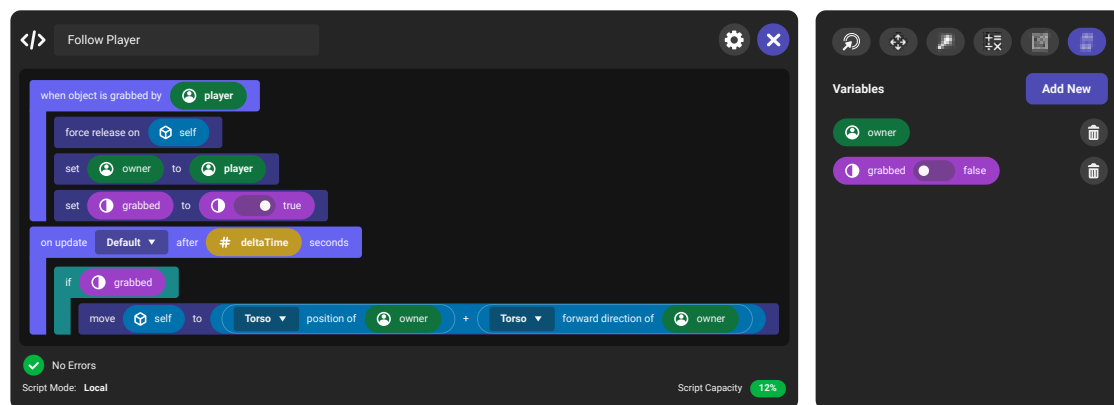 </> Follow Player
when object is grabbed by player
force release on self
set owner to player
set grabbed to true
on update Default after # deltaTime seconds
if grabbed
move self to Torso position of owner + Torso forward direction of owner
No Errors
Script Mode: Local
Script Capacity 12%
Variables Add New
owner
grabbed false